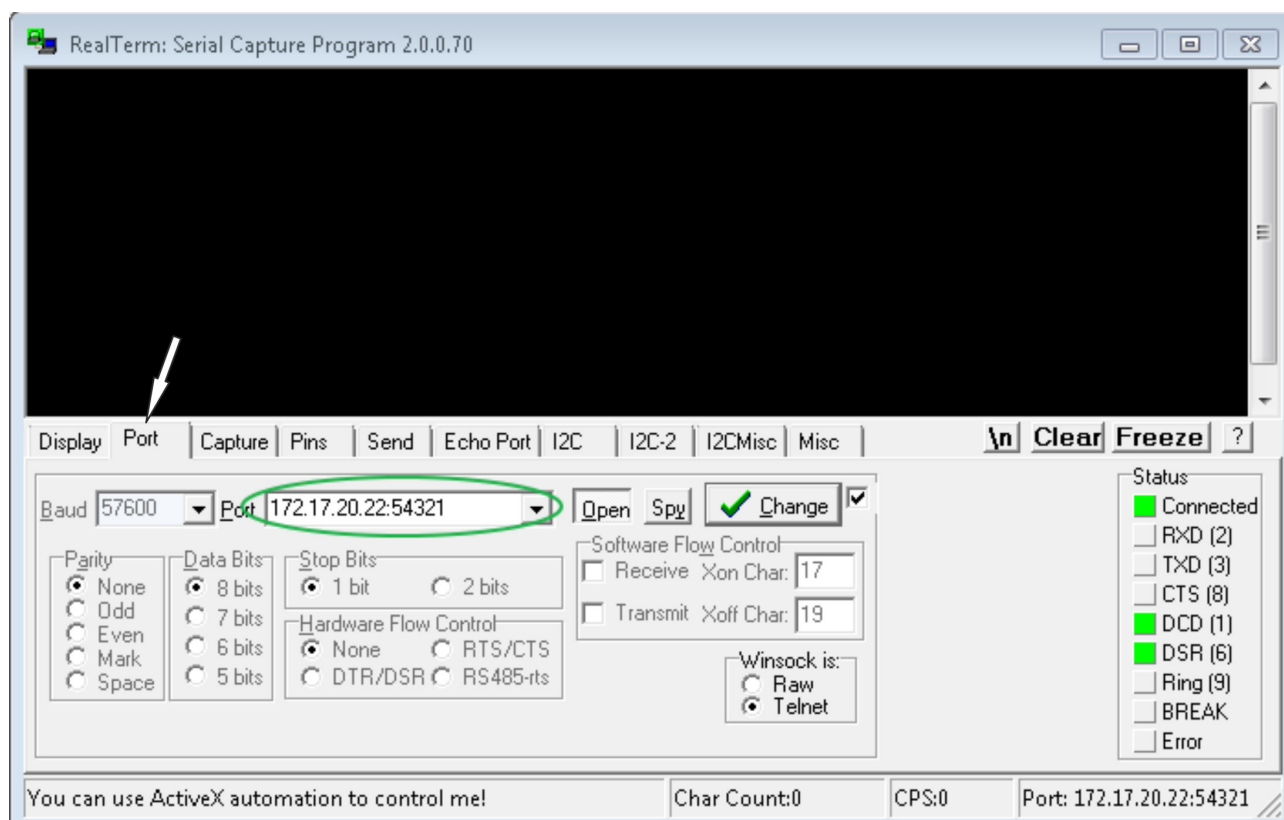 RealTerm: Serial Capture Program 2.0.0.70
Display Port Capture Pins Send Echo Port I2C I2C-2 I2CMisc Misc \n Clear Freeze ?
Baud 57600 Port 172.17.20.22:54321 Open Spy Change
Parity
None
Odd
Even
Mark
Space
Data Bits
8 bits
7 bits
6 bits
5 bits
Stop Bits
1 bit 2 bits
Hardware Flow Control
None RTS/CTS
DTR/DSR RS485-rts
Software Flow Control
Receive Xon Char: 17
Transmit Xoff Char: 19
Winsock is:
Raw
Telnet
Status
Connected
RXD (2)
TXD (3)
CTS (8)
DCD (1)
DSR (6)
Ring (9)
BREAK
Error
You can use ActiveX automation to control me! Char Count:0 CPS:0 Port: 172.17.20.22:54321